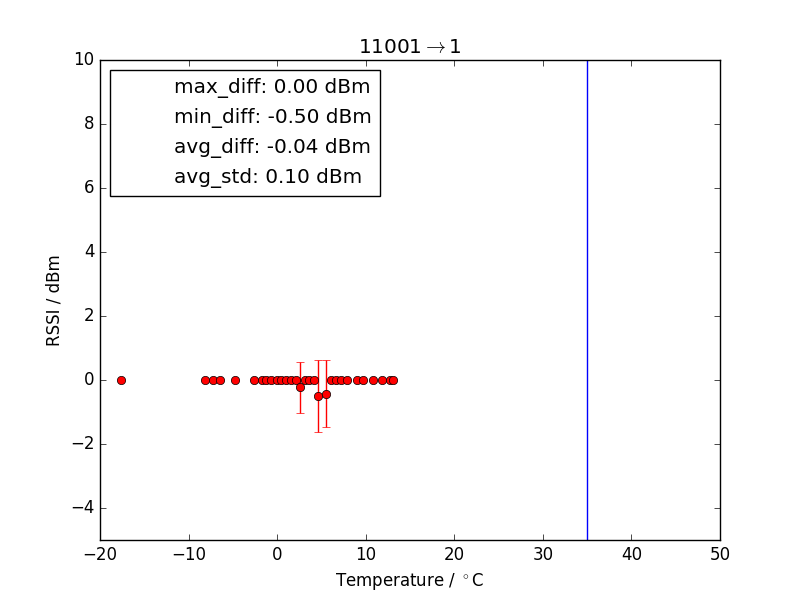 11001→1
max_diff: 0.00 dBm
min_diff: -0.50 dBm
avg_diff: -0.04 dBm
avg_std: 0.10 dBm
10
8
6
4
2
0
−2
−4
RSSI / dBm
−20 −10 0 10 20 30 40 50
Temperature / °C